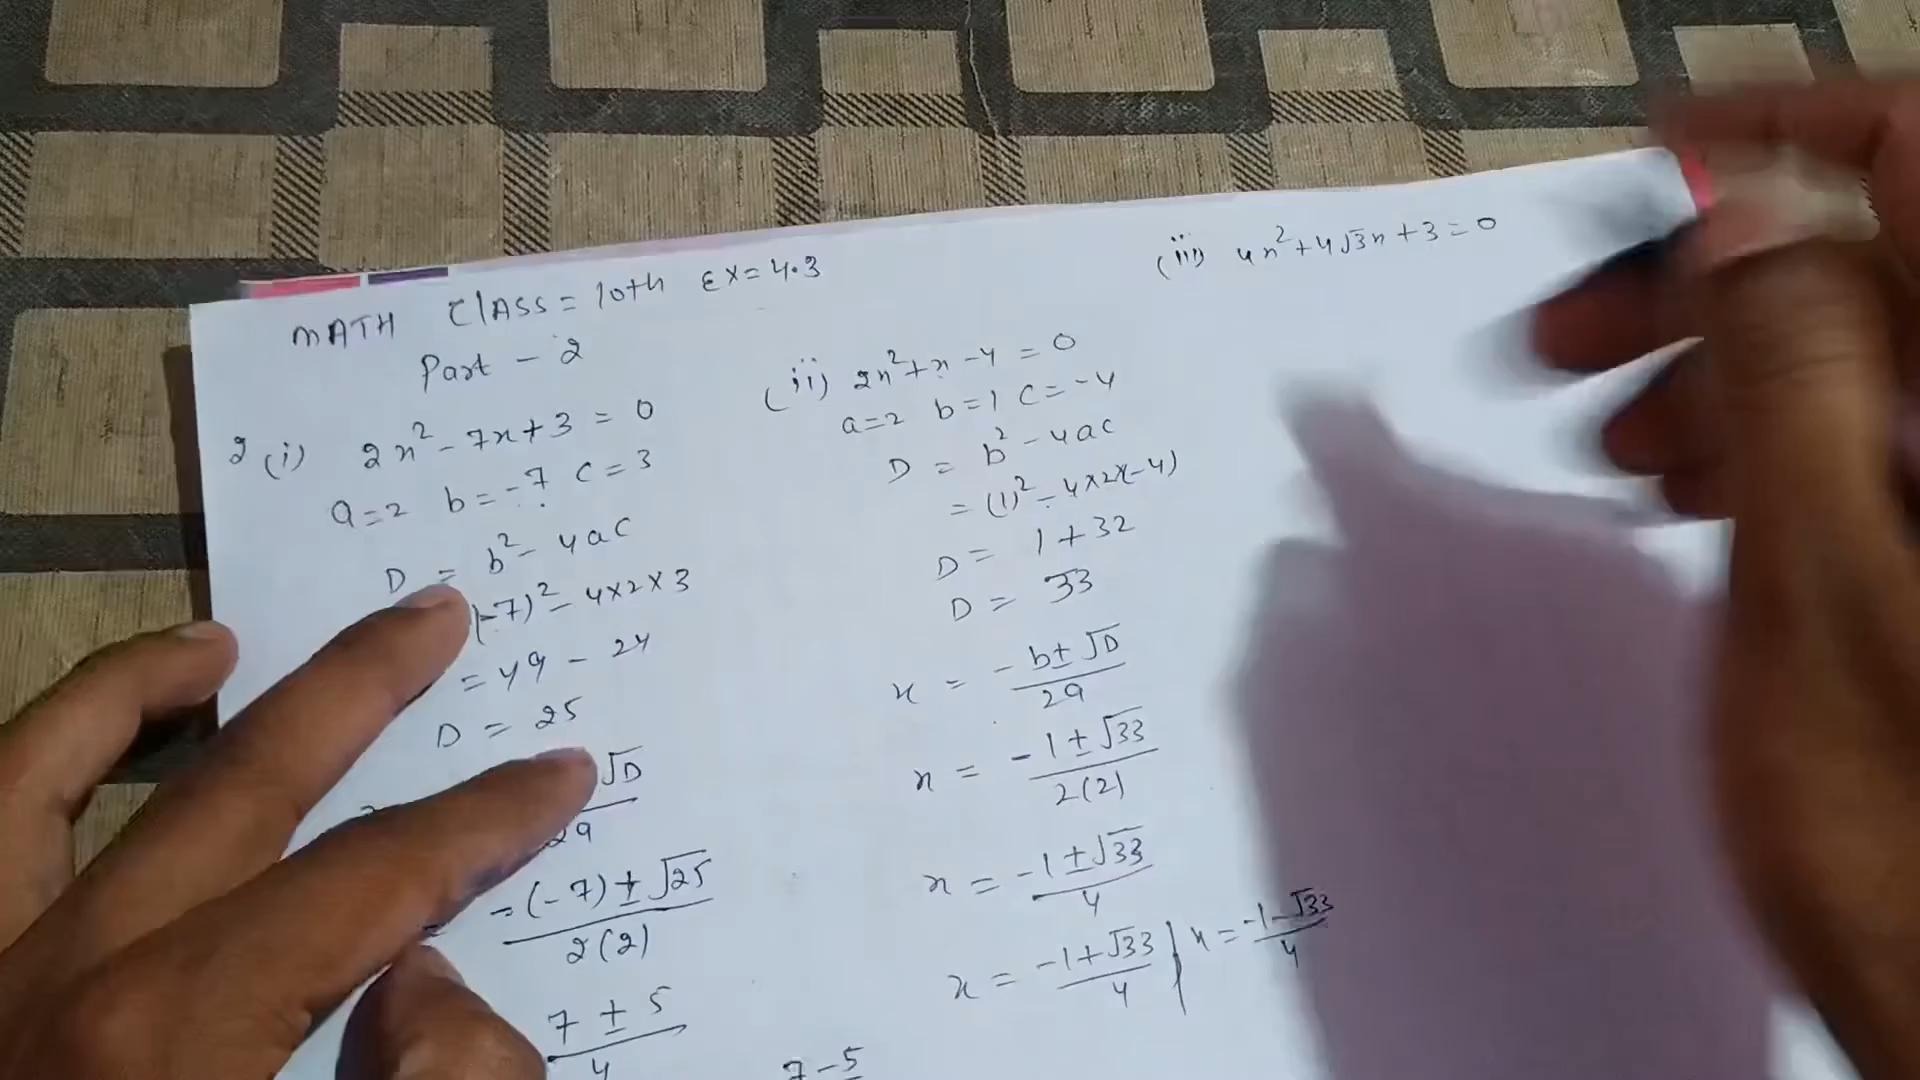 MATH CLASS = 10th EX = 4.3
Part - 2
2 (i) 2x² - 7x + 3 = 0
a=2 b = -7 c = 3
D = b² - 4ac
(-7)² - 4×2×3
= 49 - 24
D = 25
√D
2a
= (-7) ± √25
2(2)
7 ± 5
4
7 - 5
(ii) 2x² + x - 4 = 0
a=2 b=1 c=-4
D = b² - 4ac
= (1)² - 4×2×(-4)
D = 1 + 32
D = 33
x = -b ± √D
2a
x = -1 ± √33
2(2)
x = -1 ± √33
4
x = -1 + √33 | x = -1 - √33
4 4
(iii) 4x² + 4√3x + 3 = 0